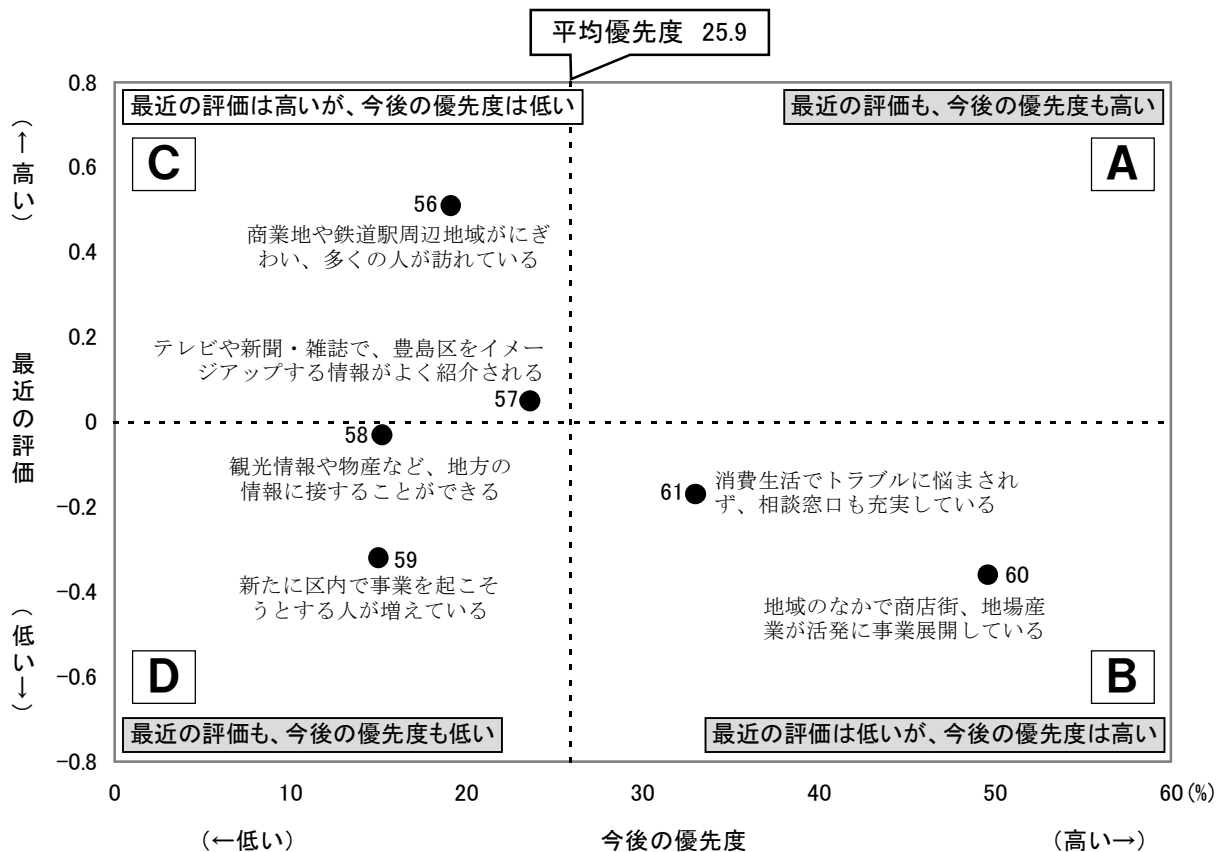 平均優先度 25.9
最近の評価は高いが、今後の優先度は低い
最近の評価も、今後の優先度も高い
C
A
56
商業地や鉄道駅周辺地域がにぎ
わい、多くの人が訪れている
テレビや新聞・雑誌で、豊島区をイメー
ジアップする情報がよく紹介される
57
58
観光情報や物産など、地方の
情報に接することができる
61
消費生活でトラブルに悩まされ
ず、相談窓口も充実している
59
新たに区内で事業を起こそ
うとする人が増えている
60
地域のなかで商店街、地場産
業が活発に事業展開している
D
B
最近の評価も、今後の優先度も低い
最近の評価は低いが、今後の優先度は高い
0.8
0.6
0.4
0.2
0
-0.2
-0.4
-0.6
-0.8
(←高い)
最近の評価
(低い→)
0
10
20
30
40
50
60(%)
(←低い)
今後の優先度
(高い→)